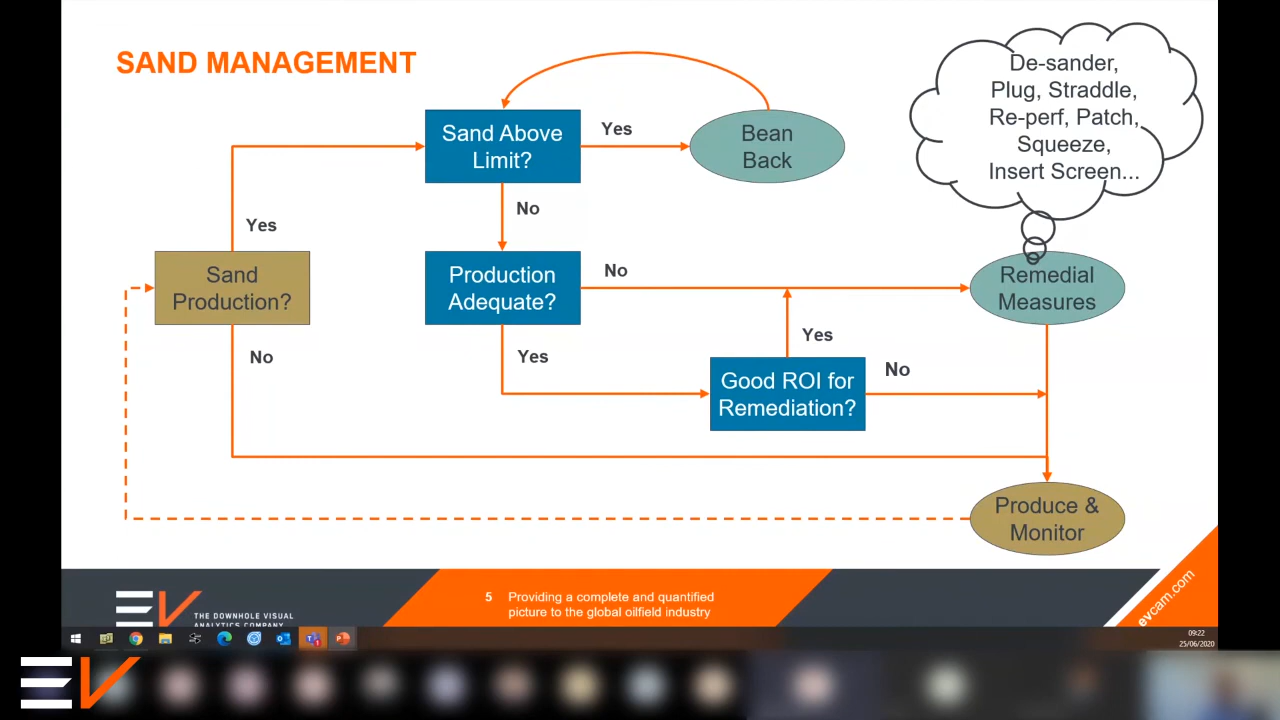 SAND MANAGEMENT
De-sander,
Plug, Straddle,
Re-perf, Patch,
Squeeze,
Insert Screen...
Sand Above
Limit?
Yes
Bean
Back
No
Yes
Sand
Production?
Production
Adequate?
No
Remedial
Measures
No
Yes
Yes
Good ROI for
Remediation?
No
Produce &
Monitor
EV
THE DOWNHOLE VISUAL
ANALYTICS COMPANY
5
Providing a complete and quantified
picture to the global oilfield industry
evcam.com
09:22
25/06/2020
EV